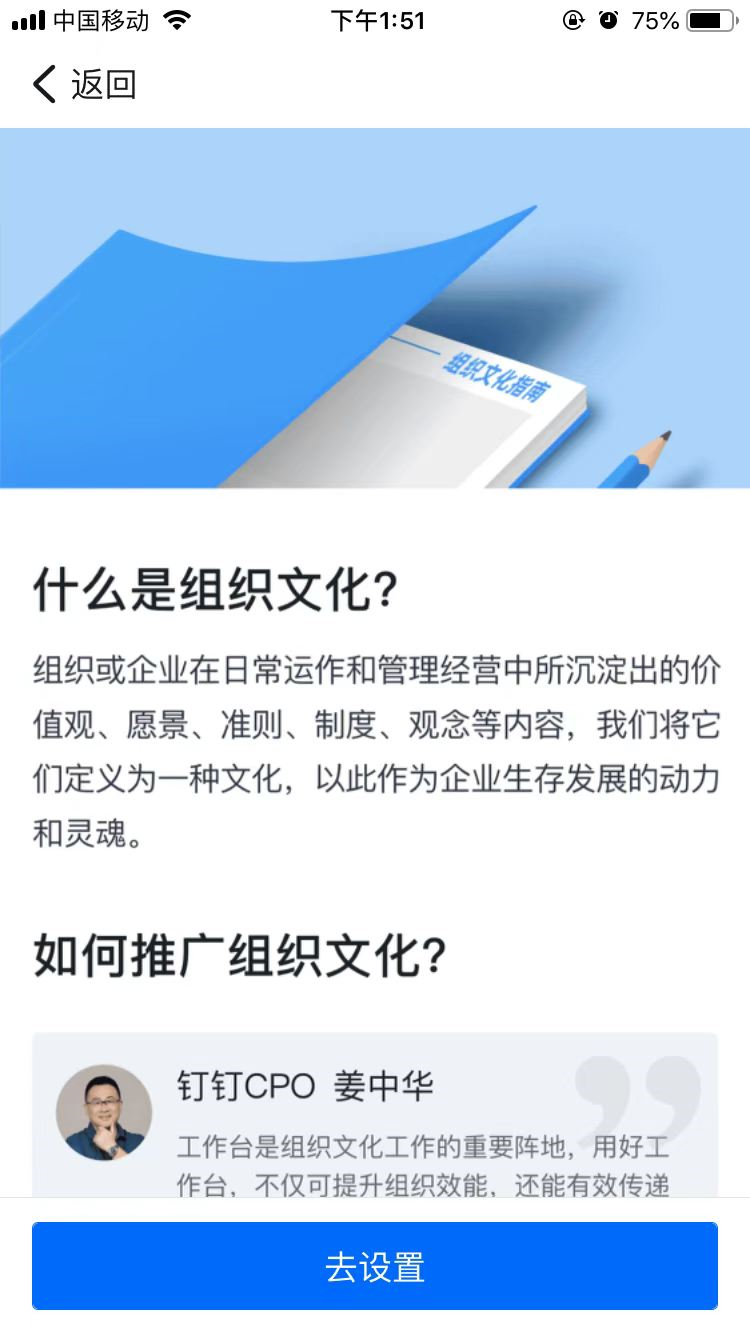 中国移动
下午1:51
75%
返回
组织文化指南
什么是组织文化?
组织或企业在日常运作和管理经营中所沉淀出的价
值观、愿景、准则、制度、观念等内容，我们将它
们定义为一种文化，以此作为企业生存发展的动力
和灵魂。
如何推广组织文化?
钉钉CPO 姜中华
工作台是组织文化工作的重要阵地，用好工
作台，不仅可提升组织效能，还能有效传递
去设置